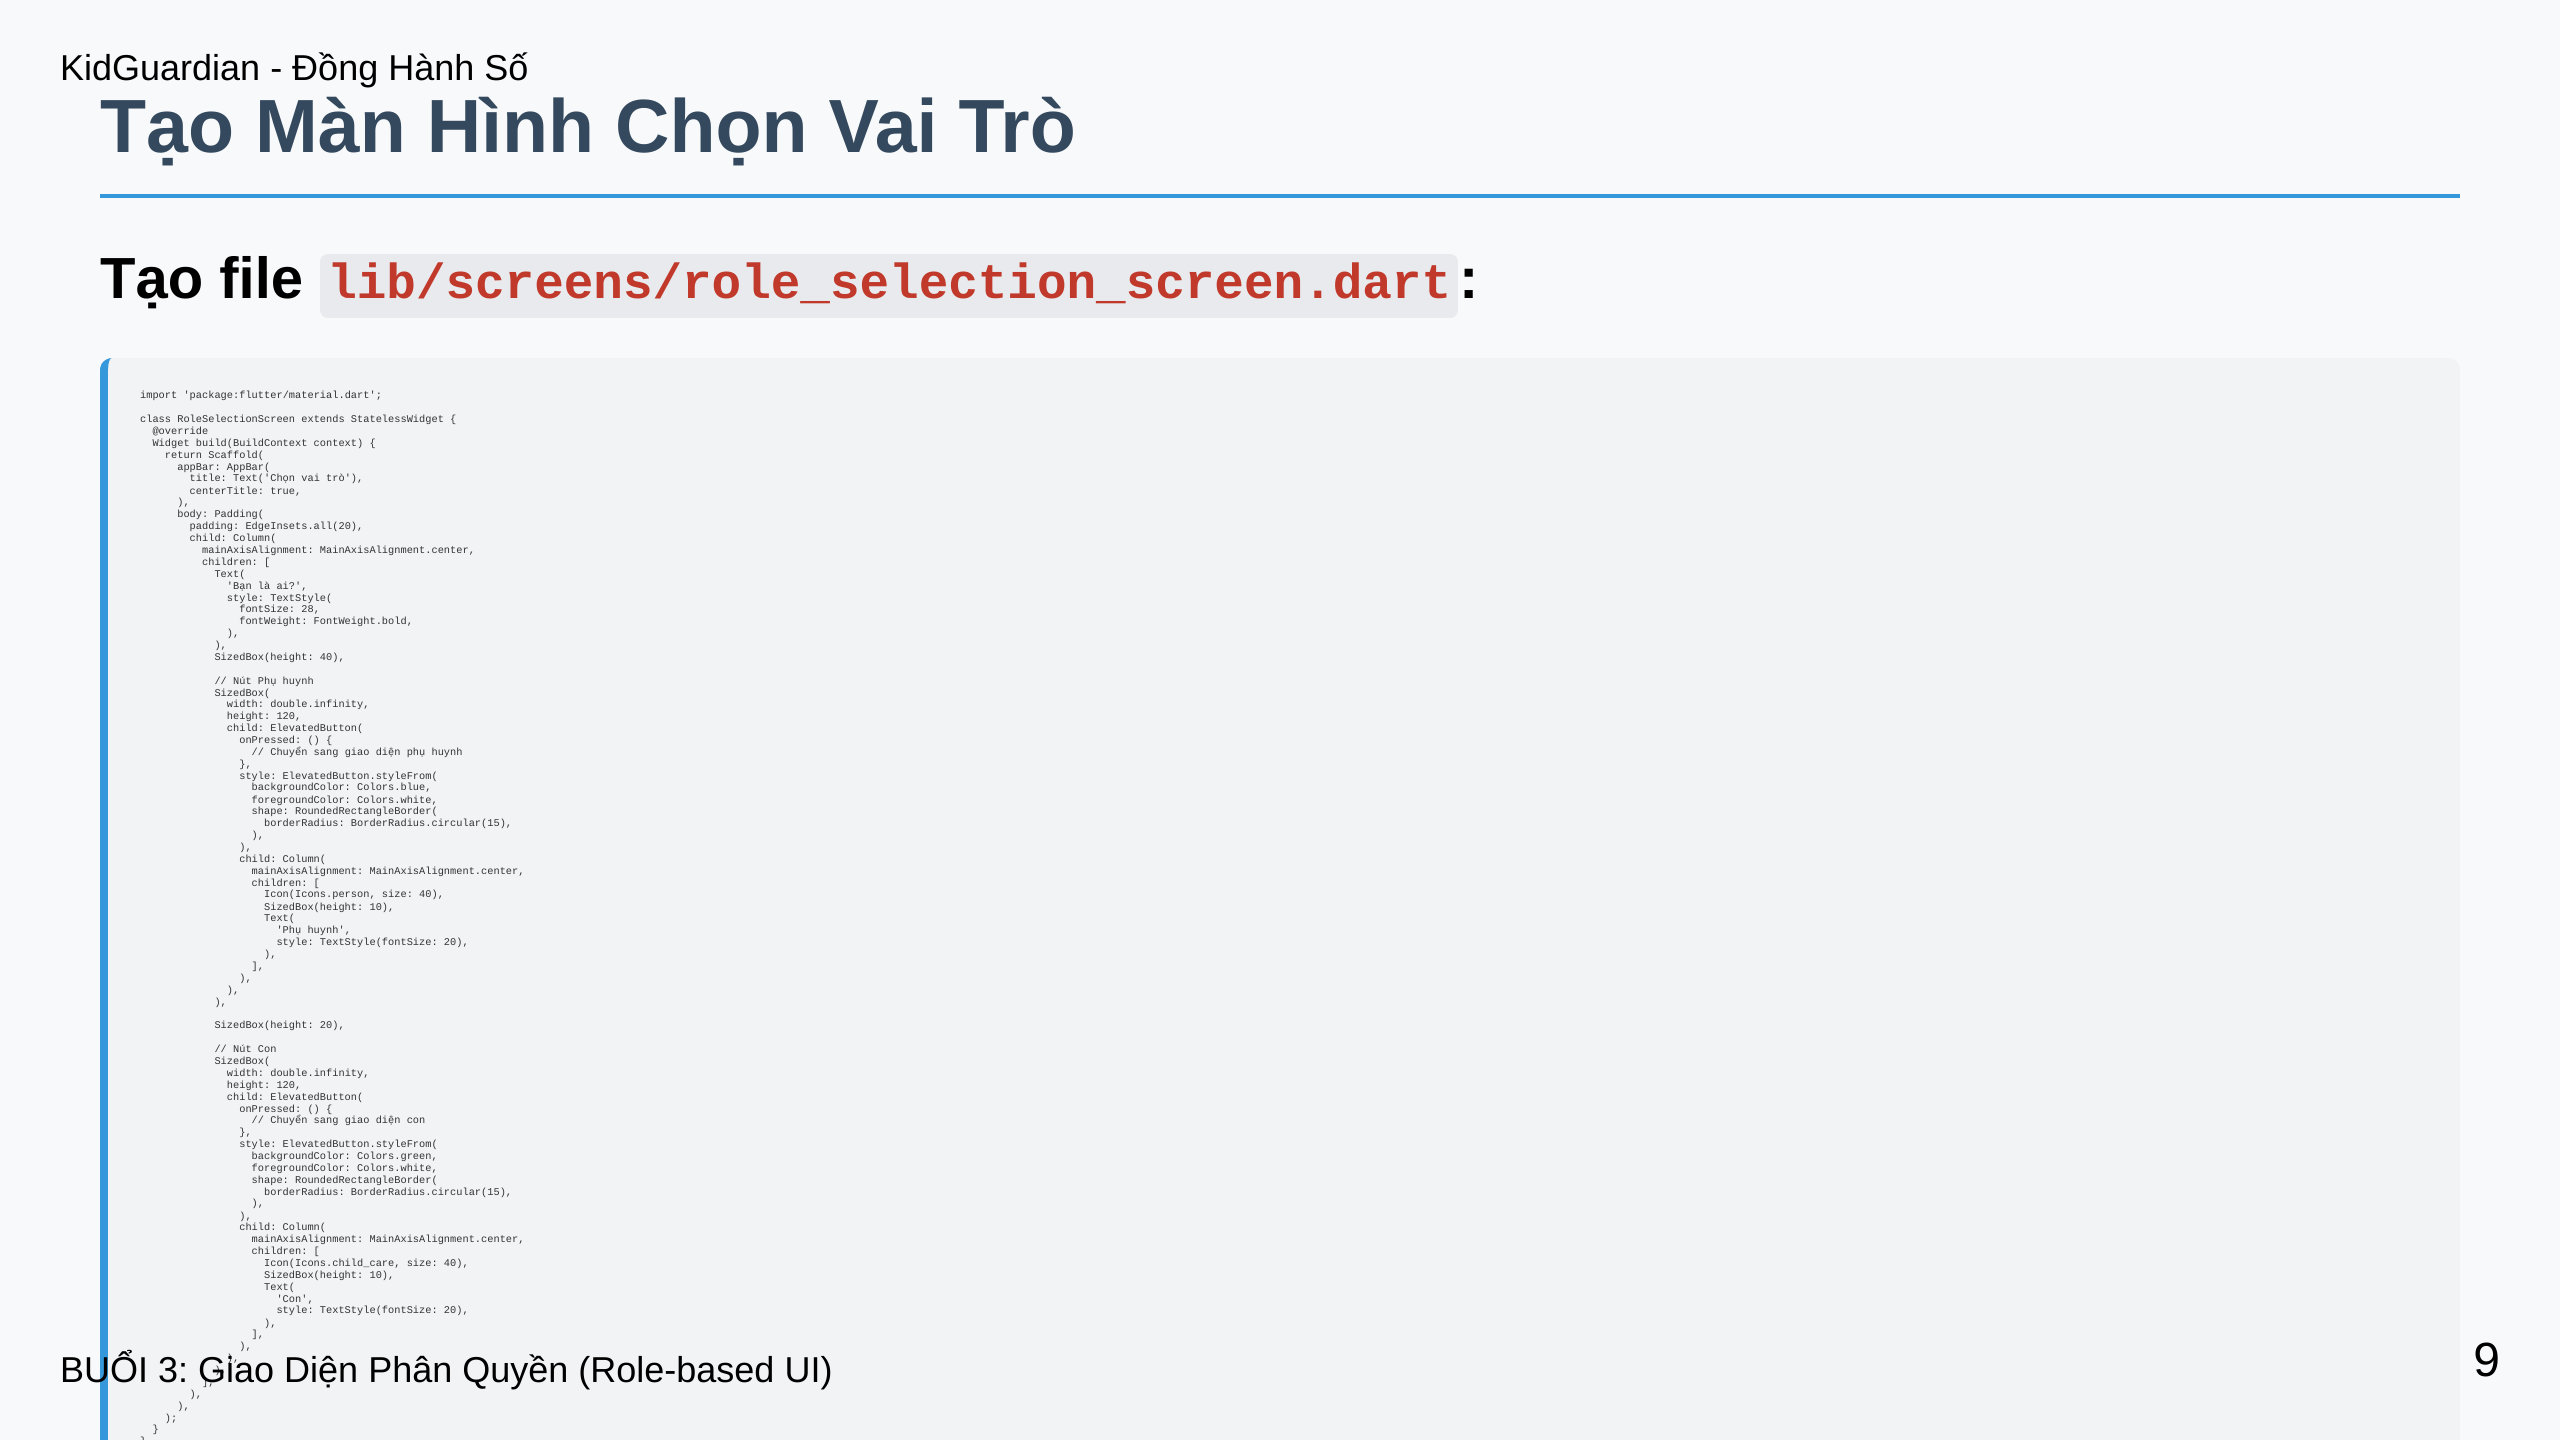 KidGuardian - Đồng Hành Số
Tạo Màn Hình Chọn Vai Trò
Tạo file lib/screens/role_selection_screen.dart:
import 'package:flutter/material.dart';
class RoleSelectionScreen extends StatelessWidget {
  @override
  Widget build(BuildContext context) {
    return Scaffold(
      appBar: AppBar(
        title: Text('Chọn vai trò'),
        centerTitle: true,
      ),
      body: Padding(
        padding: EdgeInsets.all(20),
        child: Column(
          mainAxisAlignment: MainAxisAlignment.center,
          children: [
            Text(
              'Bạn là ai?',
              style: TextStyle(
                fontSize: 28,
                fontWeight: FontWeight.bold,
              ),
            ),
            SizedBox(height: 40),
            // Nút Phụ huynh
            SizedBox(
              width: double.infinity,
              height: 120,
              child: ElevatedButton(
                onPressed: () {
                  // Chuyển sang giao diện phụ huynh
                },
                style: ElevatedButton.styleFrom(
                  backgroundColor: Colors.blue,
                  foregroundColor: Colors.white,
                  shape: RoundedRectangleBorder(
                    borderRadius: BorderRadius.circular(15),
                  ),
                ),
                child: Column(
                  mainAxisAlignment: MainAxisAlignment.center,
                  children: [
                    Icon(Icons.person, size: 40),
                    SizedBox(height: 10),
                    Text(
                      'Phụ huynh',
                      style: TextStyle(fontSize: 20),
                    ),
                  ],
                ),
              ),
            ),
            SizedBox(height: 20),
            // Nút Con
            SizedBox(
              width: double.infinity,
              height: 120,
              child: ElevatedButton(
                onPressed: () {
                  // Chuyển sang giao diện con
                },
                style: ElevatedButton.styleFrom(
                  backgroundColor: Colors.green,
                  foregroundColor: Colors.white,
                  shape: RoundedRectangleBorder(
                    borderRadius: BorderRadius.circular(15),
                  ),
                ),
                child: Column(
                  mainAxisAlignment: MainAxisAlignment.center,
                  children: [
                    Icon(Icons.child_care, size: 40),
                    SizedBox(height: 10),
                    Text(
                      'Con',
                      style: TextStyle(fontSize: 20),
                    ),
                  ],
                ),
              ),
          ],
        ),
      ),
    );
  }
BUỔI 3: Giao Diện Phân Quyền (Role-based UI)
9